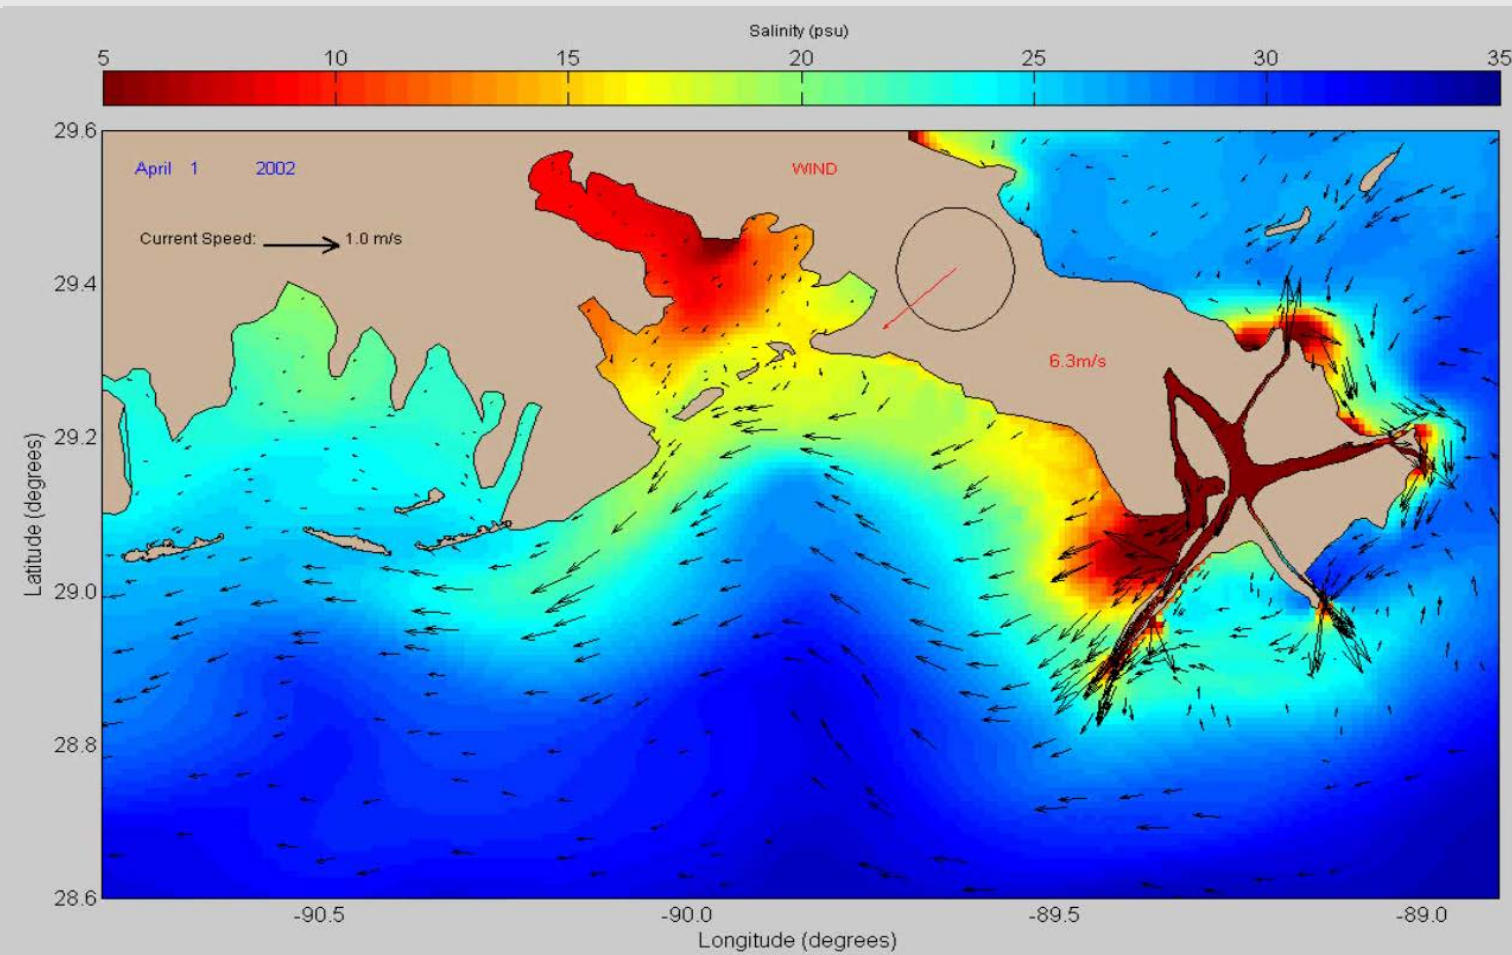 Salinity (psu)
5 10 15 20 25 30 35
29.6
April 1 2002
WIND
Current Speed: 1.0 m/s
29.4
6.3m/s
29.2
29.0
28.8
28.6
Latitude (degrees)
-90.5 -90.0 -89.5 -89.0
Longitude (degrees)